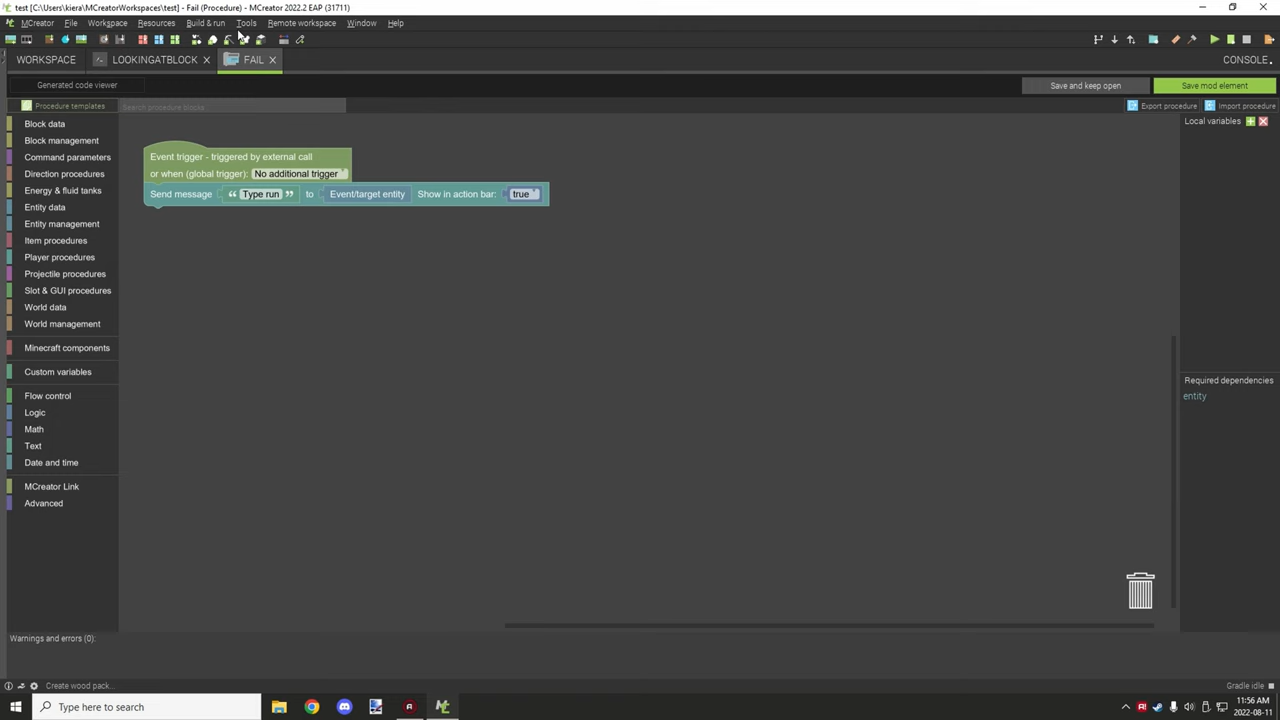 test [C:\Users\kiera\MCreatorWorkspaces\test] - Fail (Procedure) - MCreator 2022.2 EAP (31711)
MCreator File Workspace Resources Build & run Tools Remote workspace Window Help
WORKSPACE LOOKINGATBLOCK FAIL CONSOLE
Generated code viewer Save and keep open Save mod element
Procedure templates Search procedure blocks Export procedure Import procedure
Local variables
Block data
Block management
Command parameters
Direction procedures
Energy & fluid tanks
Entity data
Entity management
Item procedures
Player procedures
Projectile procedures
Slot & GUI procedures
World data
World management
Minecraft components
Custom variables
Flow control
Logic
Math
Text
Date and time
MCreator Link
Advanced
Event trigger - triggered by external call
or when (global trigger): No additional trigger
Send message “ Type run ” to Event/target entity Show in action bar: true
Required dependencies
entity
Warnings and errors (0):
Create wood pack... Gradle idle
Type here to search
11:56 AM
2022-08-11